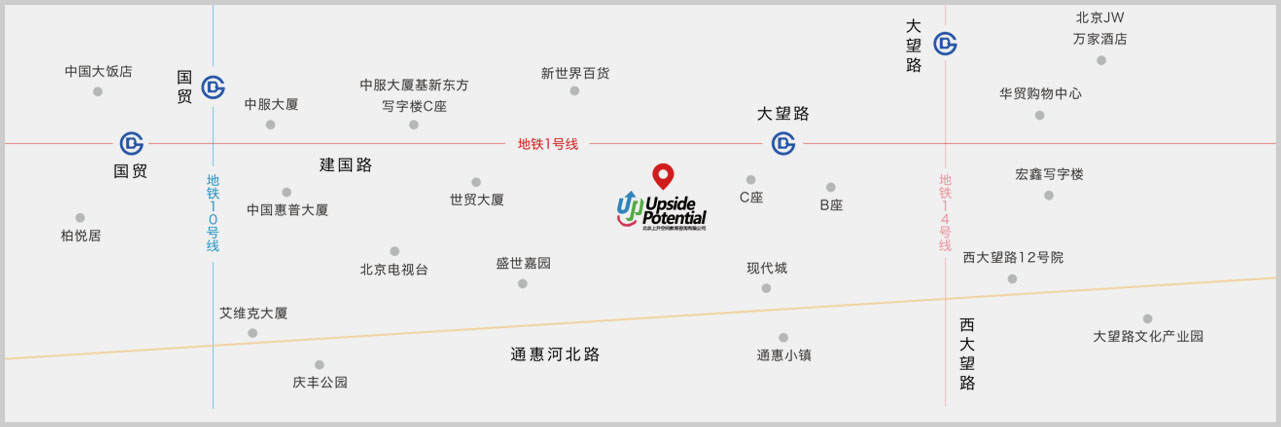 北京JW
万家酒店
大望路
中国大饭店
国贸
新世界百货
中服大厦基新东方
写字楼C座
中服大厦
华贸购物中心
大望路
地铁1号线
国贸
建国路
宏鑫写字楼
地铁10号线
中国惠普大厦
世贸大厦
Upside
Potential
北京上升空间教育咨询有限公司
C座
B座
地铁14号线
柏悦居
北京电视台
盛世嘉园
现代城
西大望路12号院
艾维克大厦
西大望路
大望路文化产业园
通惠河北路
通惠小镇
庆丰公园